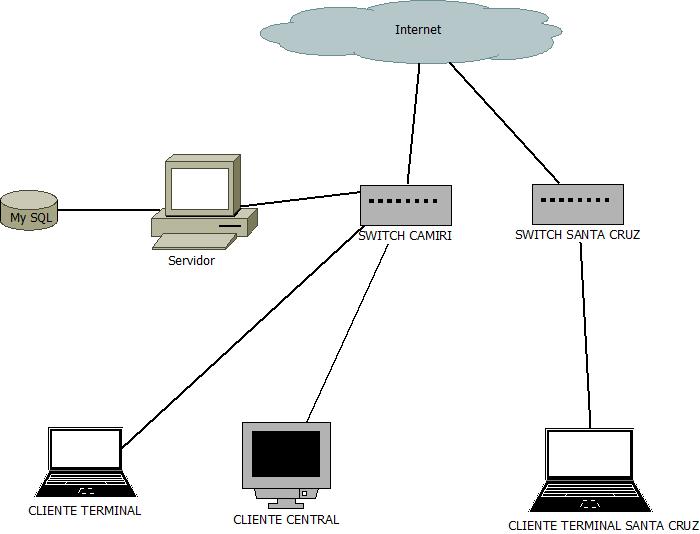 Internet
My SQL
Servidor
SWITCH CAMIRI
SWITCH SANTA CRUZ
CLIENTE TERMINAL
CLIENTE CENTRAL
CLIENTE TERMINAL SANTA CRUZ